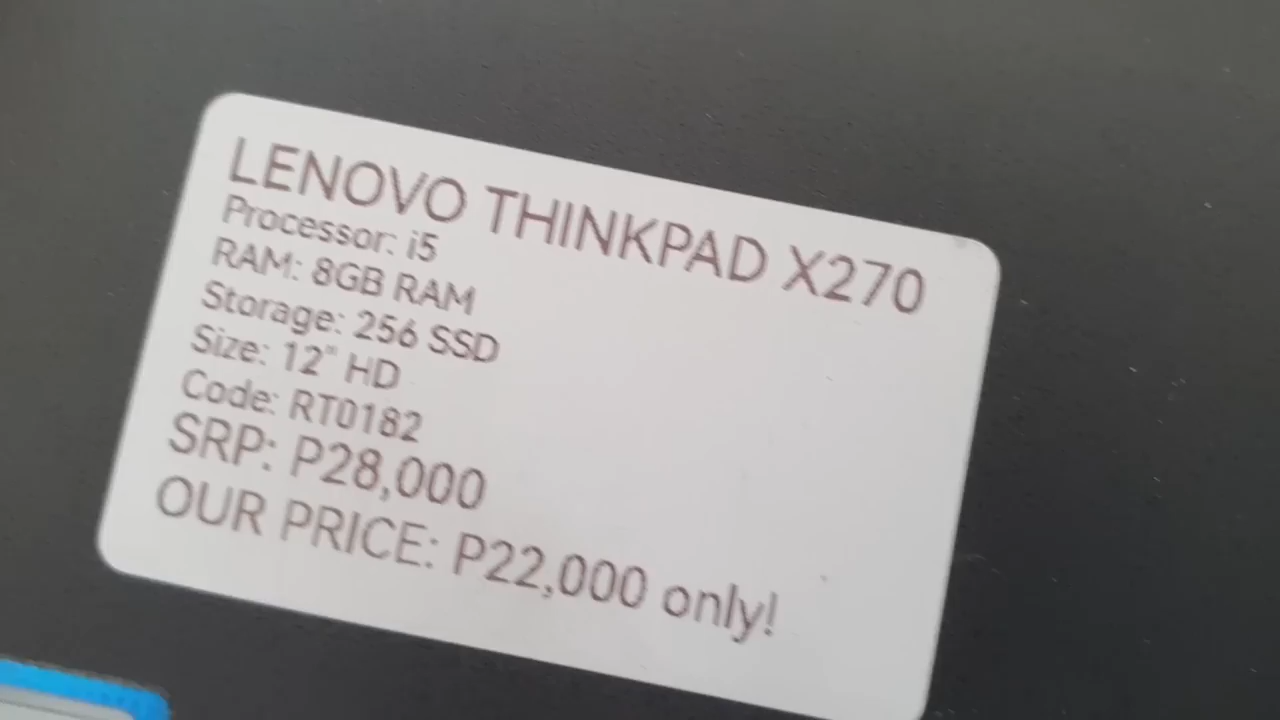 LENOVO THINKPAD X270
Processor: i5
RAM: 8GB RAM
Storage: 256 SSD
Size: 12" HD
Code: RT0182
SRP: P28,000
OUR PRICE: P22,000 only!